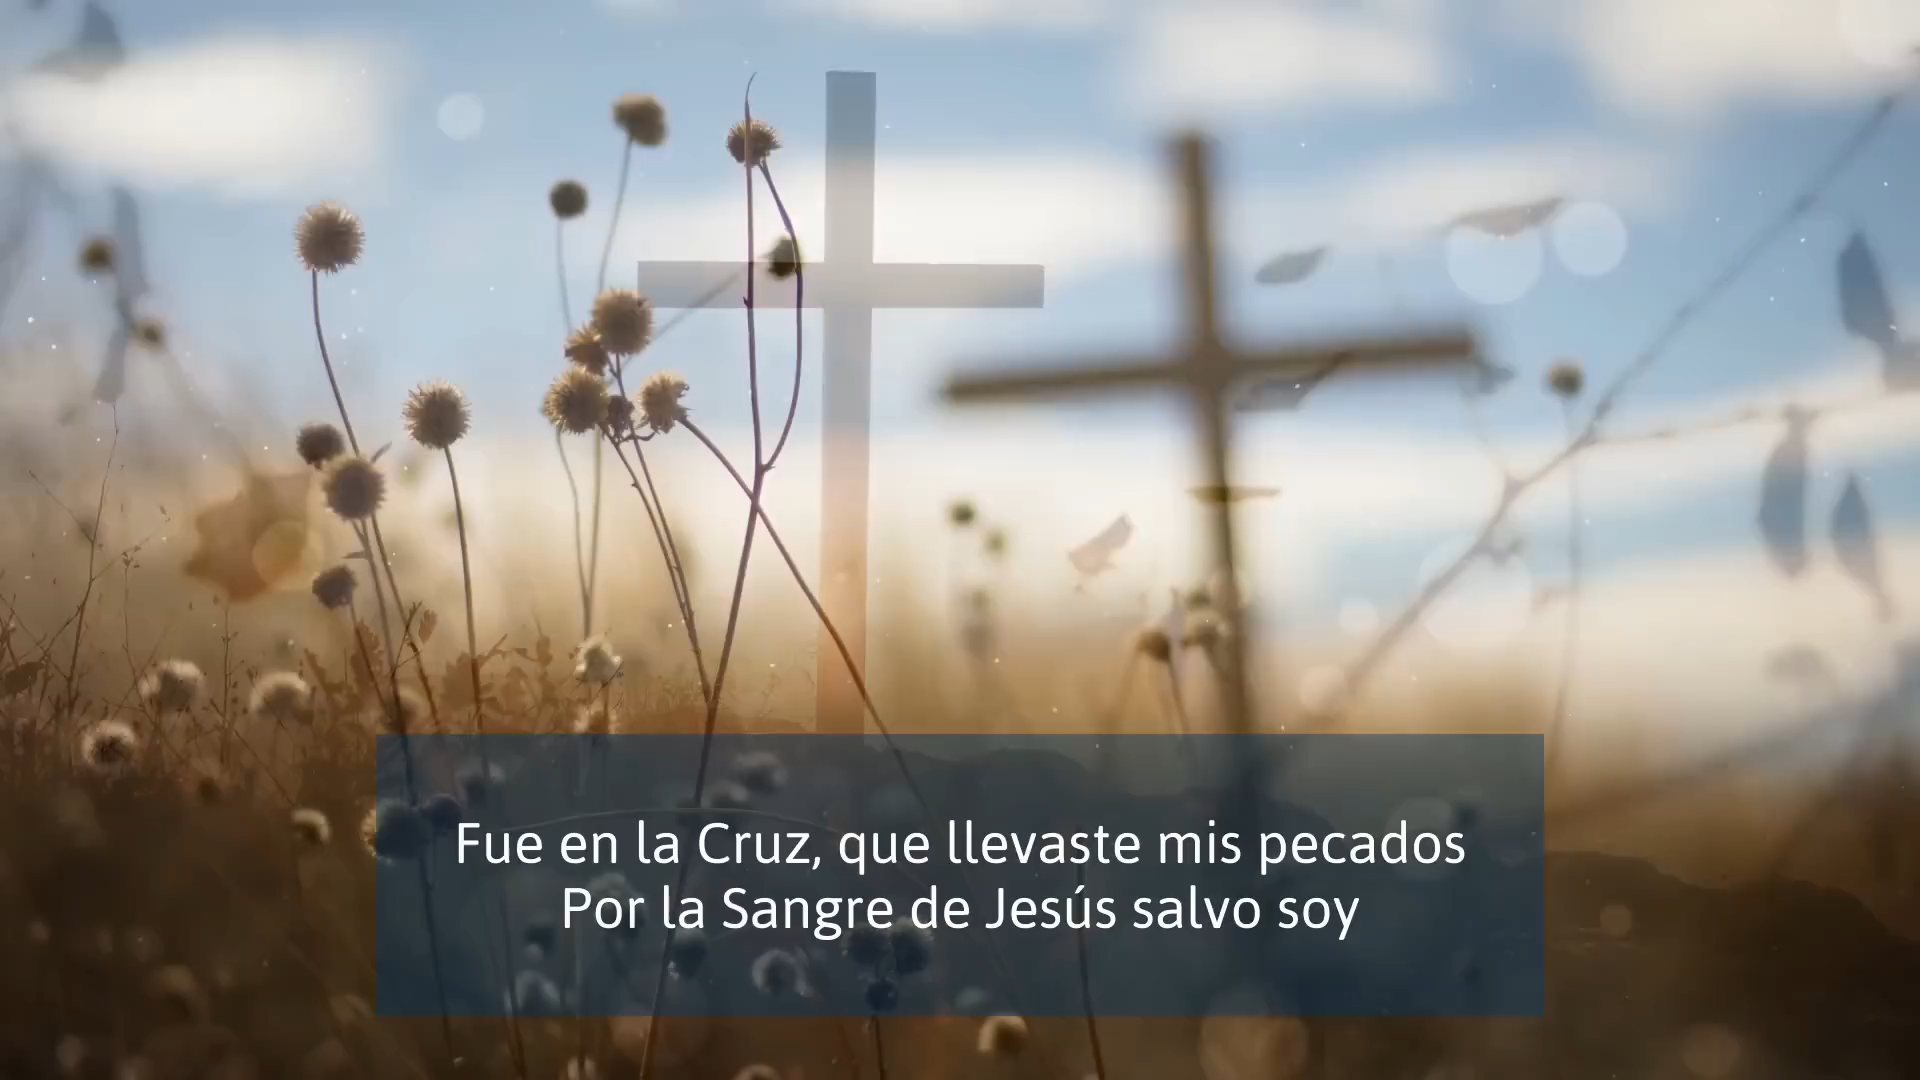 Fue en la Cruz, que llevaste mis pecados
Por la Sangre de Jesús salvo soy